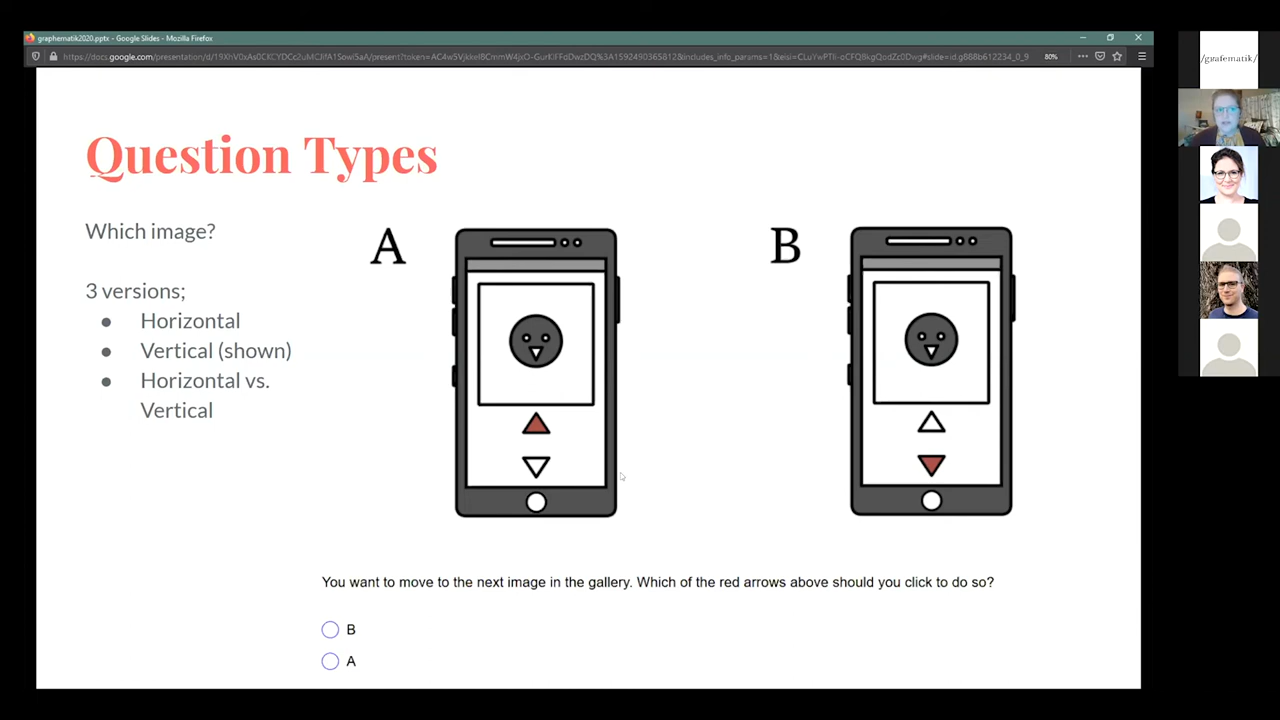 graphematik2020.pptx - Google Slides - Mozilla Firefox
80%
/grafematik/
Question Types
Which image?
3 versions;
● Horizontal
● Vertical (shown)
● Horizontal vs.
Vertical
A
B
You want to move to the next image in the gallery. Which of the red arrows above should you click to do so?
B
A